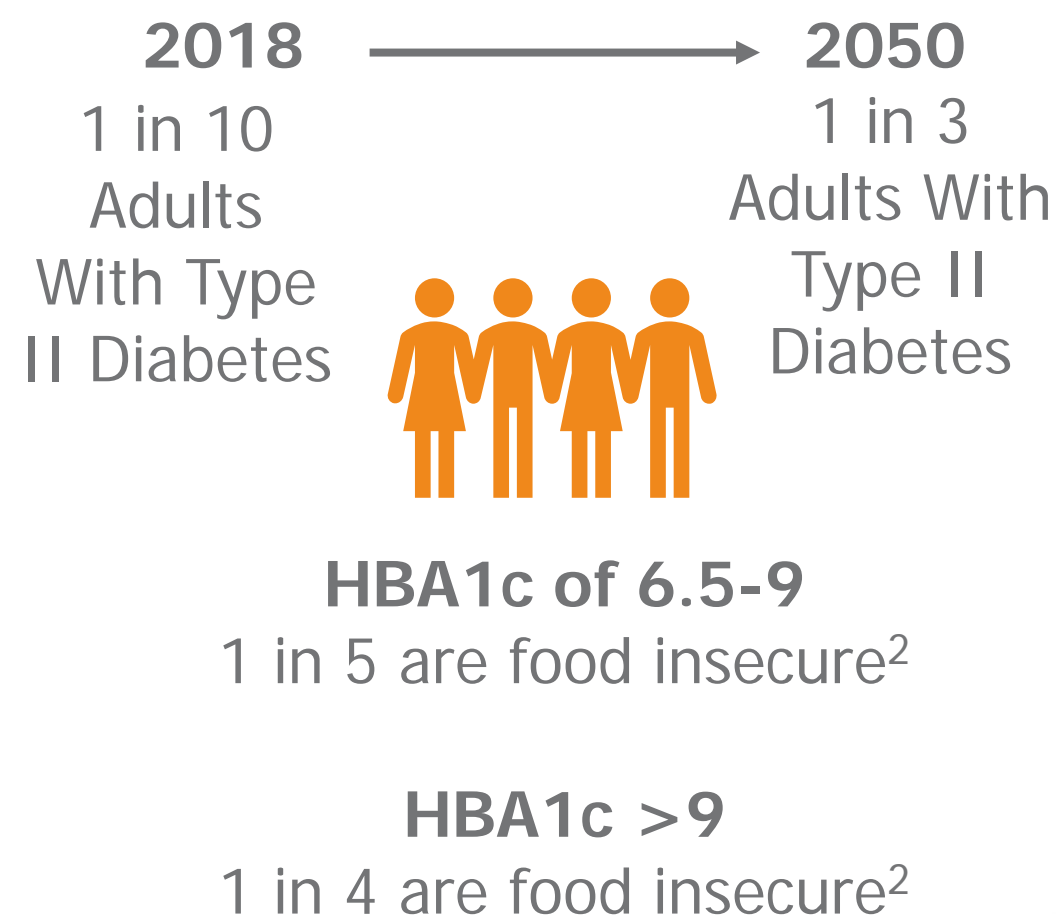 2018
1 in 10
Adults
With Type
II Diabetes
2050
1 in 3
Adults With
Type II
Diabetes
HBA1c of 6.5-9
1 in 5 are food insecure²
HBA1c >9
1 in 4 are food insecure²